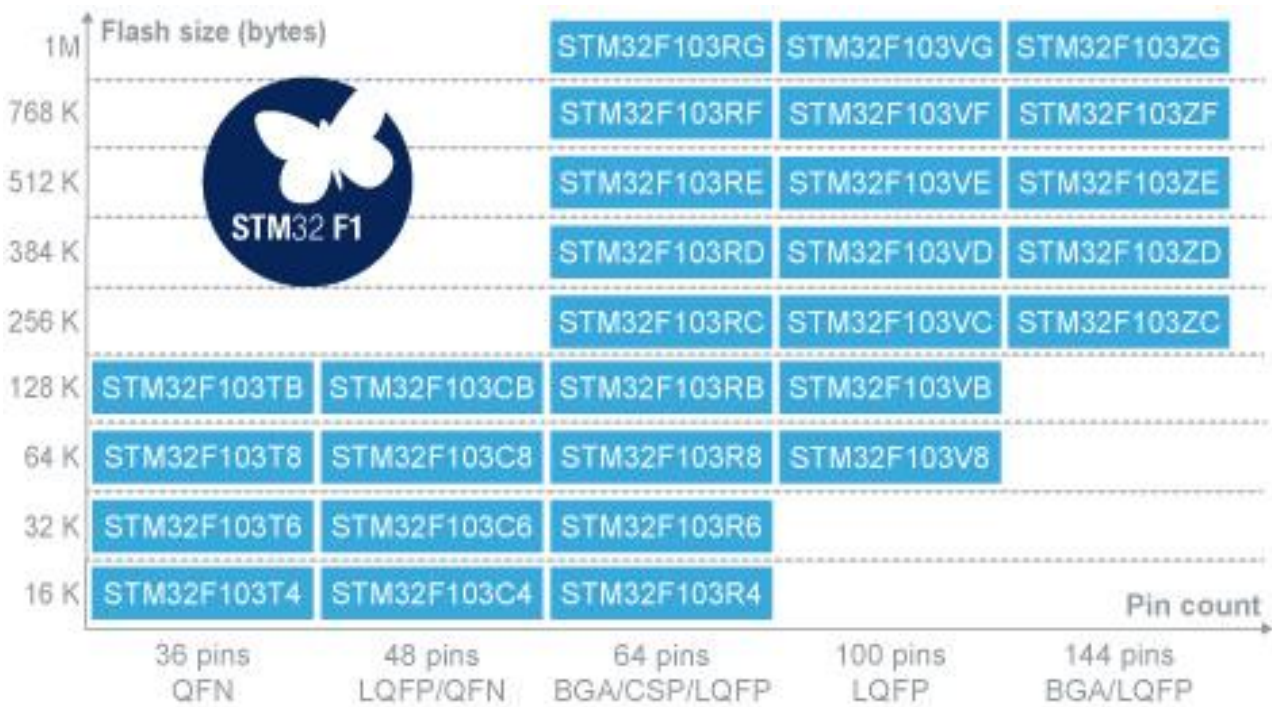 Flash size (bytes)
1M STM32F103RG STM32F103VG STM32F103ZG
768 K STM32F103RF STM32F103VF STM32F103ZF
512 K STM32F103RE STM32F103VE STM32F103ZE
STM32 F1
384 K STM32F103RD STM32F103VD STM32F103ZD
256 K STM32F103RC STM32F103VC STM32F103ZC
128 K STM32F103TB STM32F103CB STM32F103RB STM32F103VB
64 K STM32F103T8 STM32F103C8 STM32F103R8 STM32F103V8
32 K STM32F103T6 STM32F103C6 STM32F103R6
16 K STM32F103T4 STM32F103C4 STM32F103R4
Pin count
36 pins 48 pins 64 pins 100 pins 144 pins
QFN LQFP/QFN BGA/CSP/LQFP LQFP BGA/LQFP